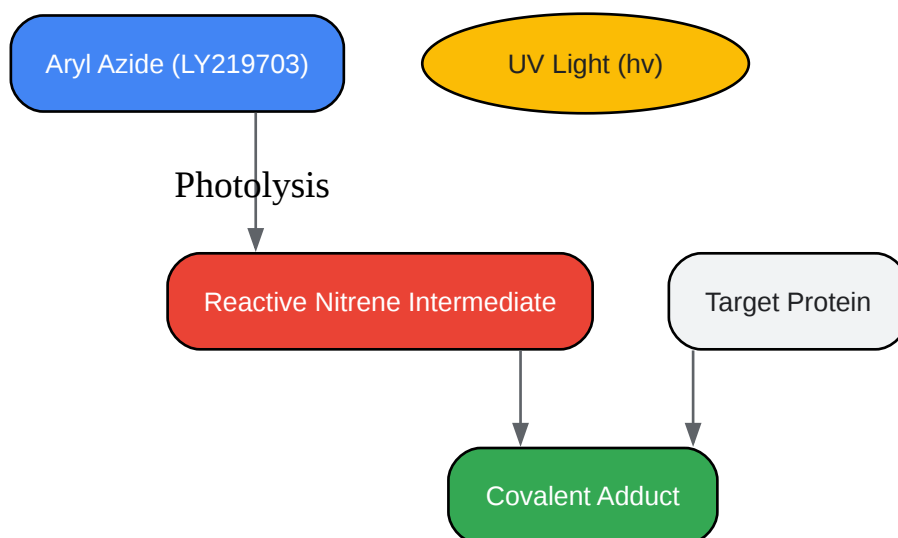 Aryl Azide (LY219703)
UV Light (hv)
Photolysis
Reactive Nitrene Intermediate
Target Protein
Covalent Adduct